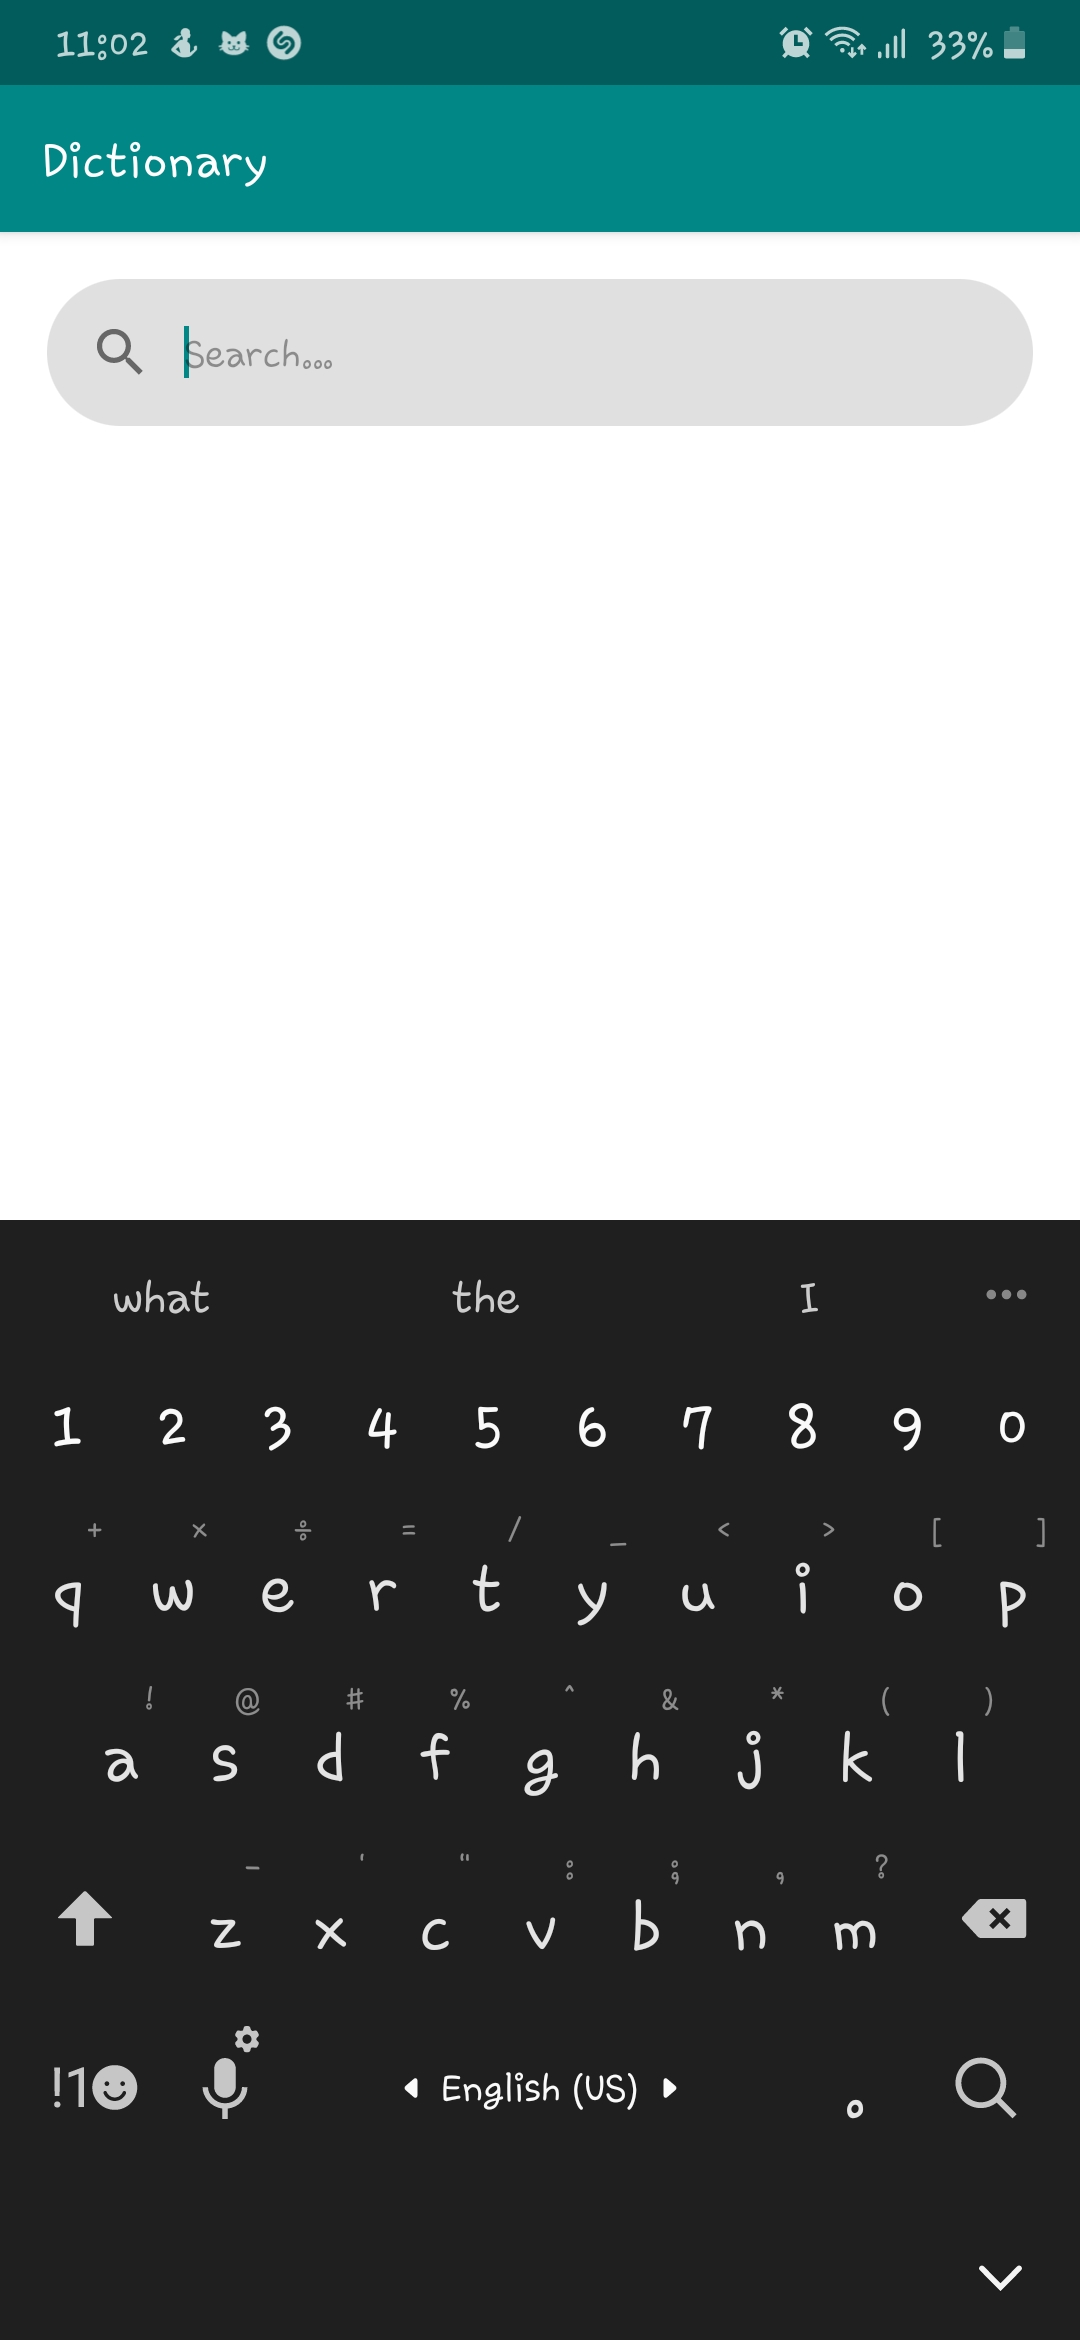 11:02 33%
Dictionary
Search...
what the I
1 2 3 4 5 6 7 8 9 0
+ × ÷ = / _ < > [ ]
q w e r t y u i o p
! @ # % ^ & * ( )
a s d f g h j k l
- ' " : ; , ?
z x c v b n m
!1 English (US) .